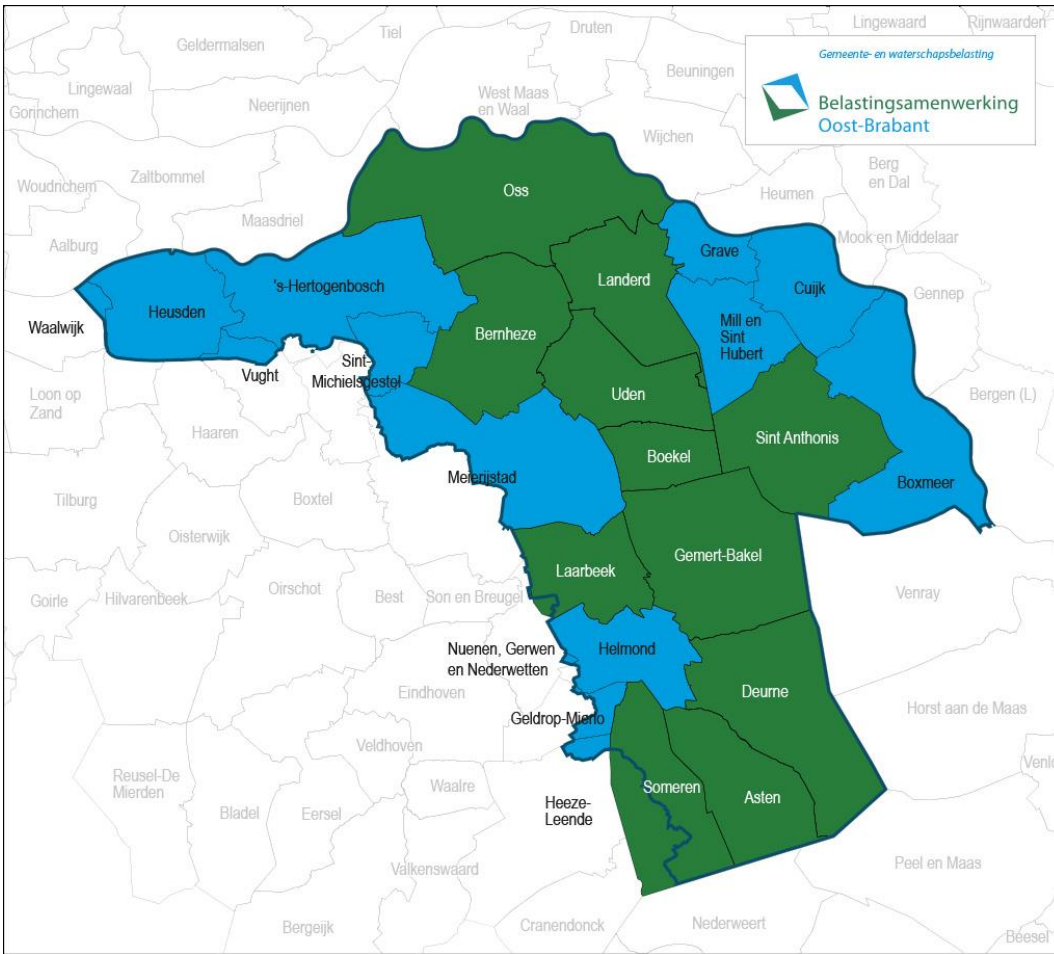 Tiel
Druten
Lingewaard
Rijnwaarden
Geldermalsen
Beuningen
Gemeente- en waterschapsbelasting
Lingewaal
Neerijnen
West Maas
en Waal
Belastingsamenwerking
Oost-Brabant
Gorinchem
Wijchen
Woudrichem
Zaltbommel
Berg
en Dal
Oss
Heumen
Maasdriel
Aalburg
Mook en Middelaar
Grave
Landerd
Gennep
's-Hertogenbosch
Cuijk
Heusden
Waalwijk
Mill en
Sint
Hubert
Bernheze
Sint-
Michielsgestel
Vught
Loon op
Zand
Uden
Bergen (L)
Haaren
Sint Anthonis
Boekel
Meierijstad
Boxmeer
Tilburg
Boxtel
Oisterwijk
Gemert-Bakel
Laarbeek
Goirle
Hilvarenbeek
Oirschot
Best
Son en Breugel
Venray
Nuenen, Gerwen
en Nederwetten
Helmond
Eindhoven
Deurne
Geldrop-Mierlo
Horst aan de Maas
Veldhoven
Venlo
Reusel-De
Mierden
Waalre
Someren
Asten
Bladel
Eersel
Heeze-
Leende
Valkenswaard
Peel en Maas
Bergeijk
Cranendonck
Nederweert
Beesel